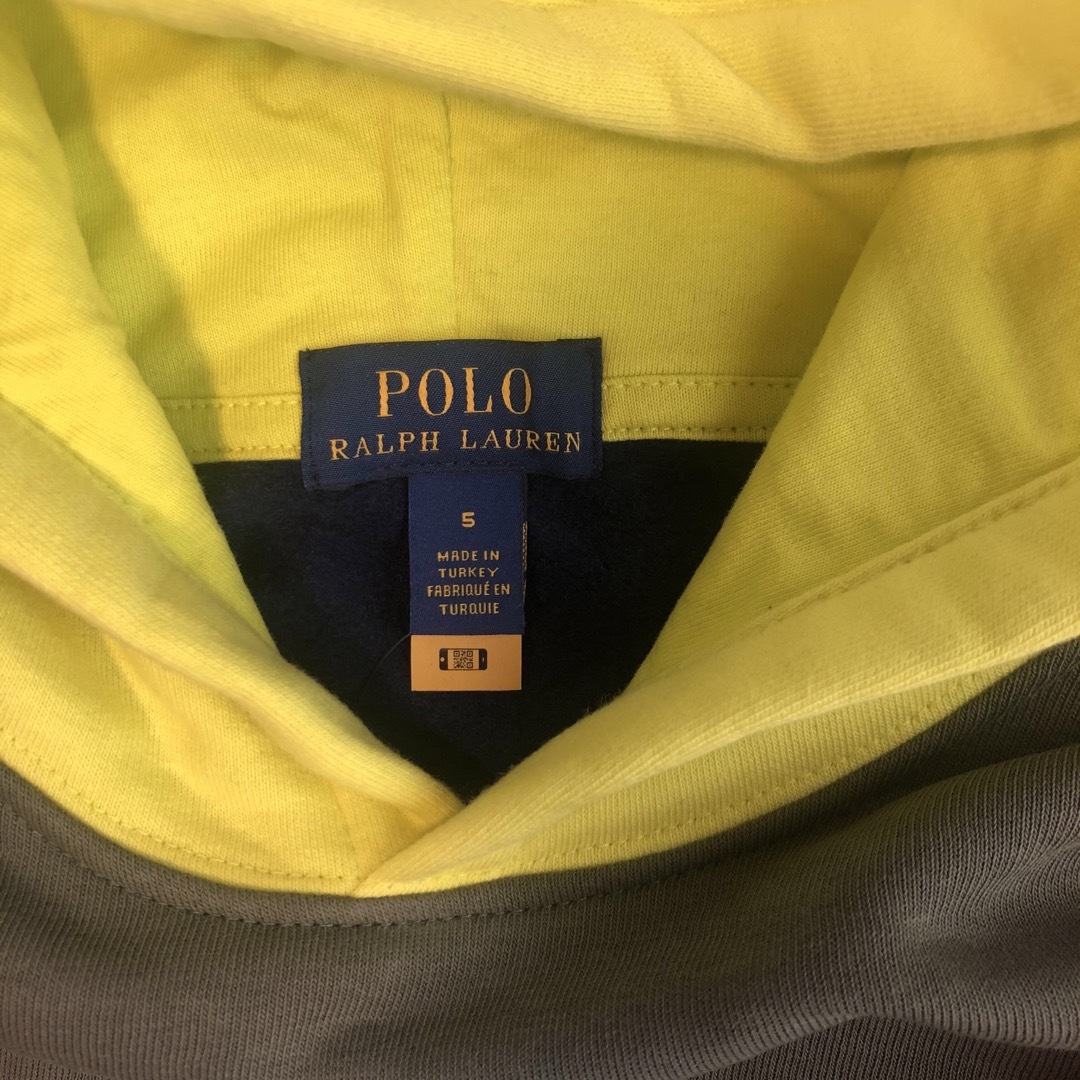 POLO
RALPH LAUREN
5
MADE IN
TURKEY
FABRIQUÉ EN
TURQUIE